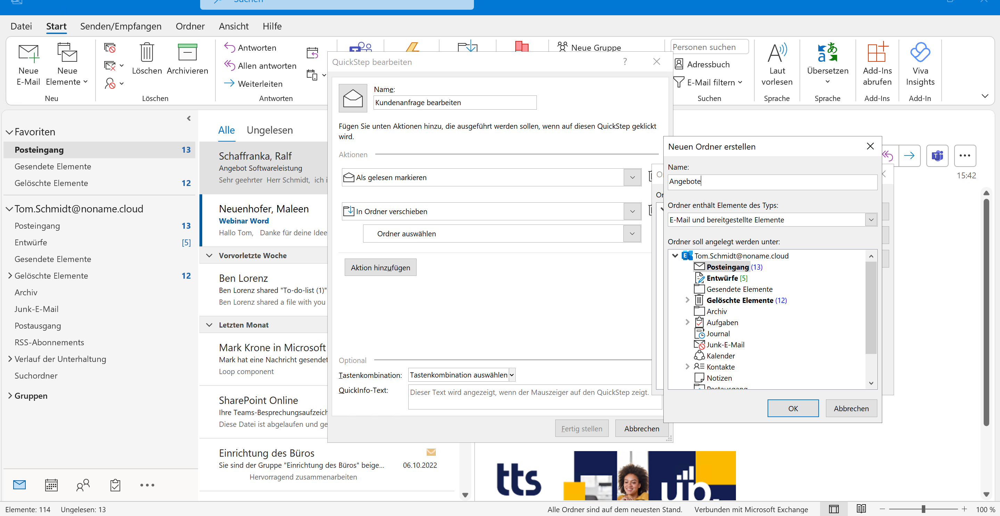 Suchen
Datei Start Senden/Empfangen Ordner Ansicht Hilfe
Neue E-Mail
Neue Elemente
Neu
Löschen
Archivieren
Löschen
Antworten
Allen antworten
Weiterleiten
Antworten
Neue Gruppe
Personen suchen
Adressbuch
E-Mail filtern
Suchen
Laut vorlesen
Sprache
Übersetzen
Sprache
Add-Ins abrufen
Add-Ins
Viva Insights
Add-In
Favoriten
Posteingang 13
Gesendete Elemente
Gelöschte Elemente 12
Tom.Schmidt@noname.cloud
Posteingang 13
Entwürfe [5]
Gesendete Elemente
Gelöschte Elemente 12
Archiv
Junk-E-Mail
Postausgang
RSS-Abonnements
Verlauf der Unterhaltung
Suchordner
Gruppen
Alle Ungelesen
Schaffranka, Ralf
Angebot Softwareleistung
Sehr geehrter Herr Schmidt, ich i
Neuenhofer, Maleen
Webinar Word
Hallo Tom, Danke für deine Idee
Vorvorletzte Woche
Ben Lorenz
Ben Lorenz shared "To-do-list (1)"
Ben Lorenz shared a file with you
Letzten Monat
Mark Krone in Microsoft
Mark hat eine Nachricht gesendet
Loop component
SharePoint Online
Ihre Teams-Besprechungsaufzeich
Diese Datei ist abgelaufen und ge
Einrichtung des Büros
Sie sind der Gruppe "Einrichtung des Büros" beige... 06.10.2022
Hervorragend zusammenarbeiten
QuickStep bearbeiten ?
Name:
Kundenanfrage bearbeiten
Fügen Sie unten Aktionen hinzu, die ausgeführt werden sollen, wenn auf diesen QuickStep geklickt
wird.
Aktionen
Als gelesen markieren
In Ordner verschieben
Ordner auswählen
Aktion hinzufügen
Optional
Tastenkombination: Tastenkombination auswählen
QuickInfo-Text: Dieser Text wird angezeigt, wenn der Mauszeiger auf den QuickStep zeigt.
Fertig stellen Abbrechen
Or
Neuen Ordner erstellen
Name:
Angebote
Ordner enthält Elemente des Typs:
E-Mail und bereitgestellte Elemente
Ordner soll angelegt werden unter:
Tom.Schmidt@noname.cloud
Posteingang (13)
Entwürfe [5]
Gesendete Elemente
Gelöschte Elemente (12)
Archiv
Aufgaben
Journal
Junk-E-Mail
Kalender
Kontakte
Notizen
Postausgang
OK Abbrechen
15:42
tts
Elemente: 114 Ungelesen: 13
Alle Ordner sind auf dem neuesten Stand. Verbunden mit Microsoft Exchange 100 %